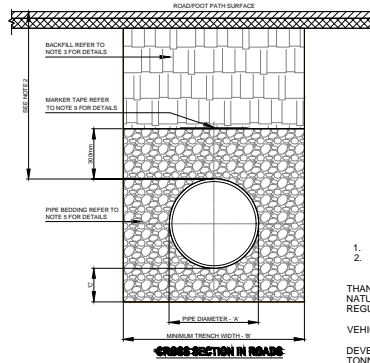 ROAD/FOOT PATH SURFACE
BACKFILL REFER TO
NOTE 3 FOR DETAILS
SEE NOTE 2
MARKER TAPE REFER
TO NOTE 9 FOR DETAILS
300mm
PIPE BEDDING REFER TO
NOTE 5 FOR DETAILS
'C'
PIPE DIAMETER - 'A'
MINIMUM TRENCH WIDTH - 'B'
CROSS SECTION IN ROADS
1.
2.
THAN
NATU
REGU
VEHIC
DEVE
TONN